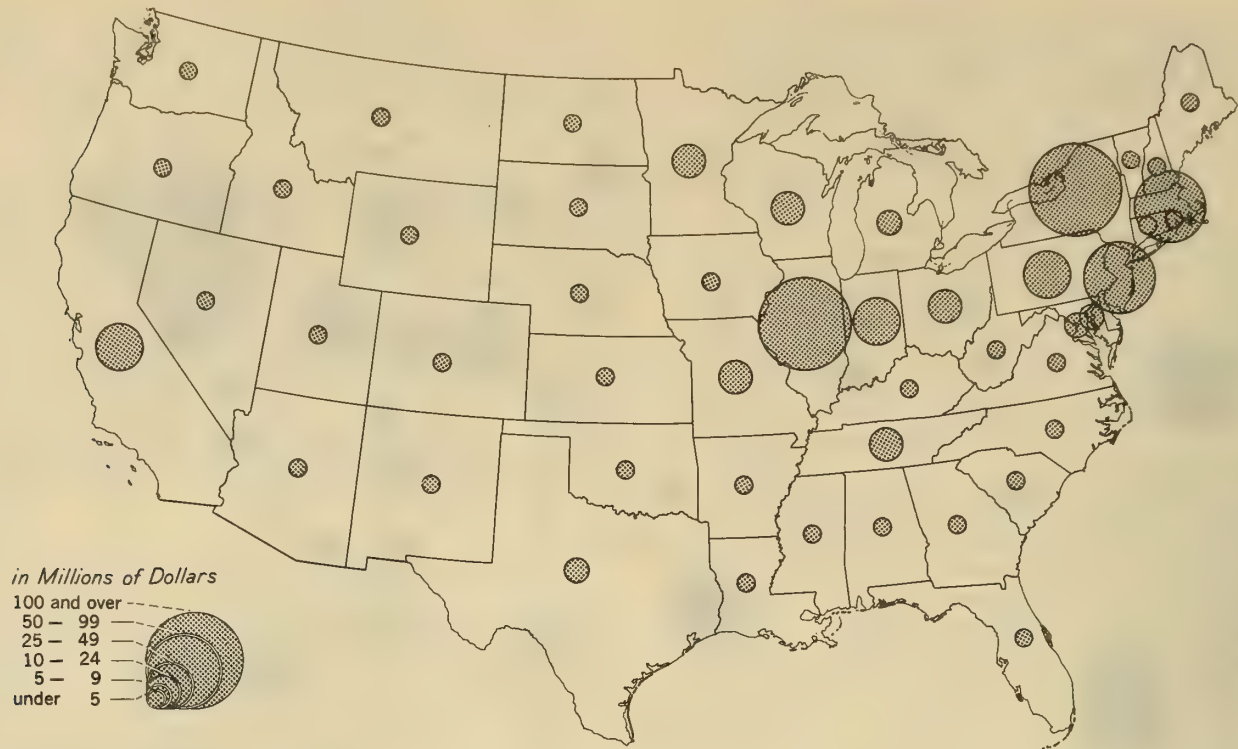 in Millions of Dollars
100 and over
50 – 99
25 – 49
10 – 24
5 – 9
under 5